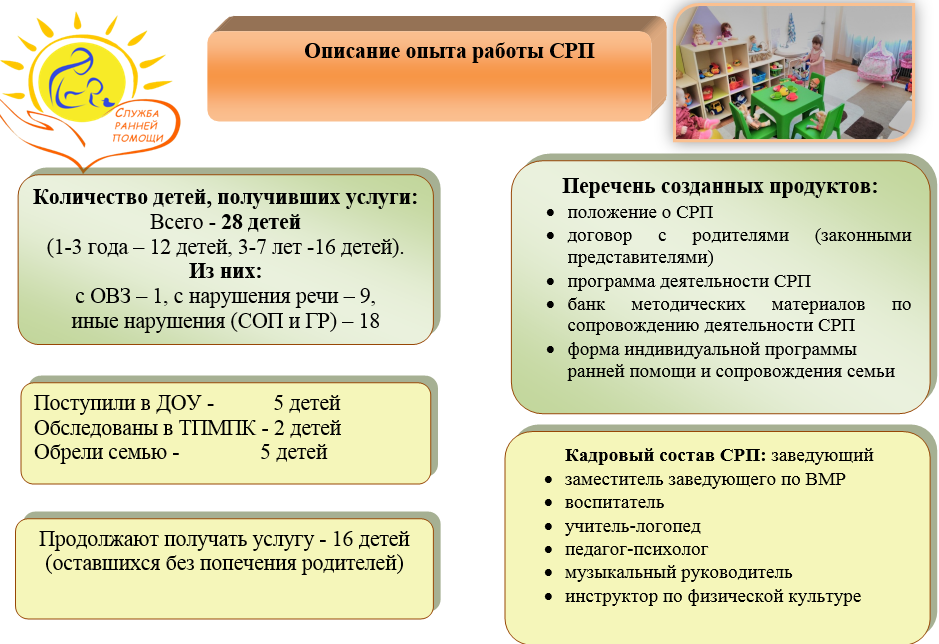 Описание опыта работы СРП
СЛУЖБА
РАННЕЙ
ПОМОЩИ
Количество детей, получивших услуги:
Всего - 28 детей
(1-3 года – 12 детей, 3-7 лет -16 детей).
Из них:
с ОВЗ – 1, с нарушения речи – 9,
иные нарушения (СОП и ГР) – 18
Поступили в ДОУ - 5 детей
Обследованы в ТПМПК - 2 детей
Обрели семью - 5 детей
Продолжают получать услугу - 16 детей
(оставшихся без попечения родителей)
Перечень созданных продуктов:
• положение о СРП
• договор с родителями (законными
представителями)
• программа деятельности СРП
• банк методических материалов по
сопровождению деятельности СРП
• форма индивидуальной программы
ранней помощи и сопровождения семьи
Кадровый состав СРП: заведующий
• заместитель заведующего по ВМР
• воспитатель
• учитель-логопед
• педагог-психолог
• музыкальный руководитель
• инструктор по физической культуре